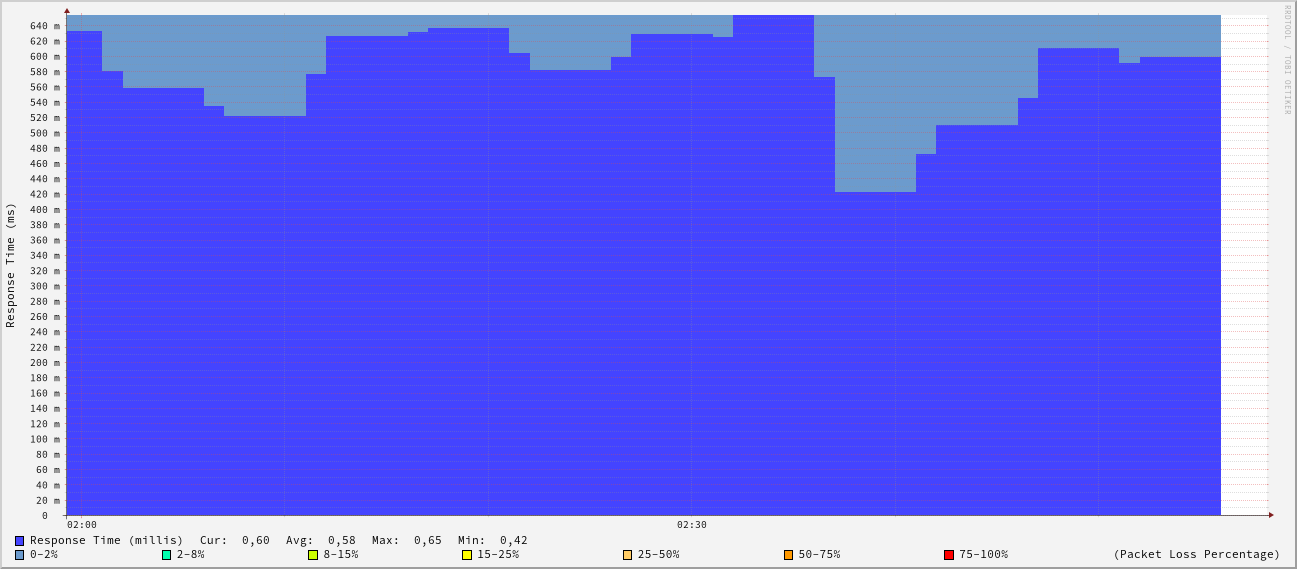 RRDTOOL / TOBI OETIKER
Response Time (ms)
640 m
620 m
600 m
580 m
560 m
540 m
520 m
500 m
480 m
460 m
440 m
420 m
400 m
380 m
360 m
340 m
320 m
300 m
280 m
260 m
240 m
220 m
200 m
180 m
160 m
140 m
120 m
100 m
80 m
60 m
40 m
20 m
0
02:00 02:30
Response Time (millis) Cur: 0,60 Avg: 0,58 Max: 0,65 Min: 0,42
0-2% 2-8% 8-15% 15-25% 25-50% 50-75% 75-100% (Packet Loss Percentage)